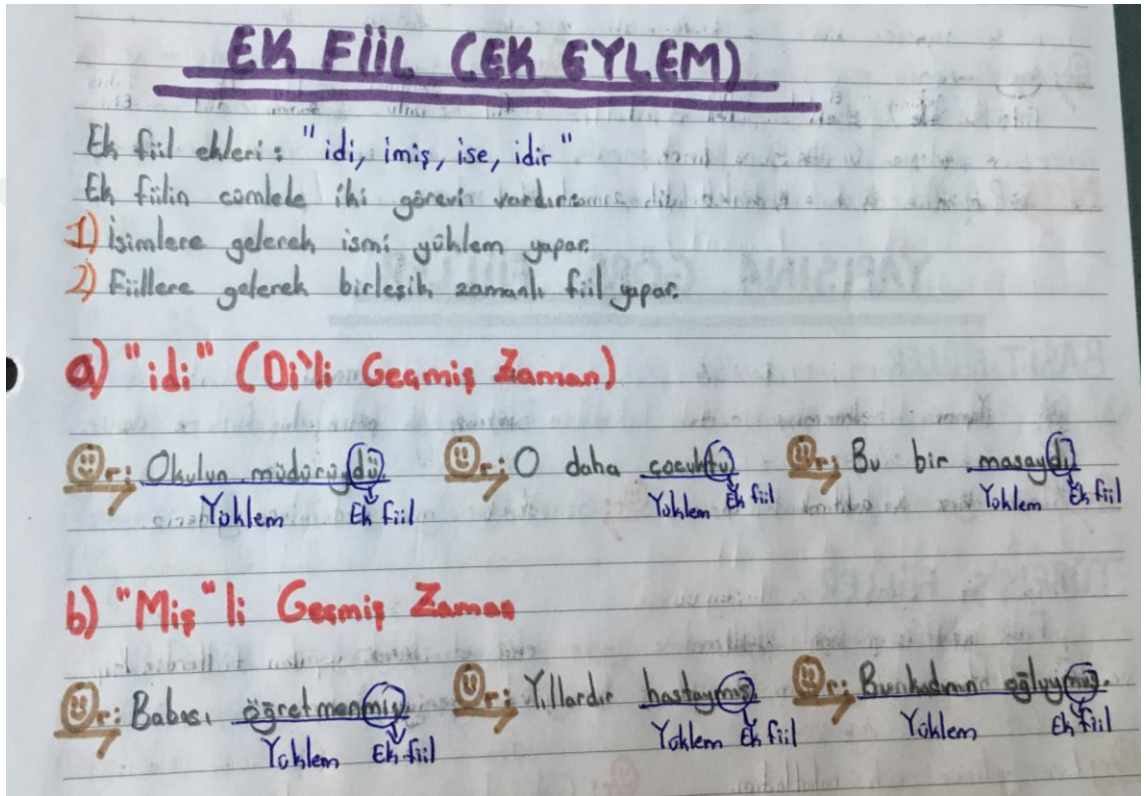 EK FİİL (EK EYLEM)
Ek fiil ekleri: "idi, imiş, ise, idir"
Ek fiilin cümlede iki görevi vardır.
1) İsimlere gelerek ismi yüklem yapar.
2) Fiillere gelerek birleşik zamanlı fiil yapar.
a) "idi" (Di'li Geçmiş Zaman)
Ör: Okulun müdürüydü Ör: O daha çocuktu Ör: Bu bir masaydı
Yüklem Ek fiil Yüklem Ek fiil Yüklem Ek fiil
b) "Miş"li Geçmiş Zaman
Ör: Babası öğretmenmiş Ör: Yıllardır hastaymış. Ör: oğluymuş.
Yüklem Ek fiil Yüklem Ek fiil Yüklem Ek fiil